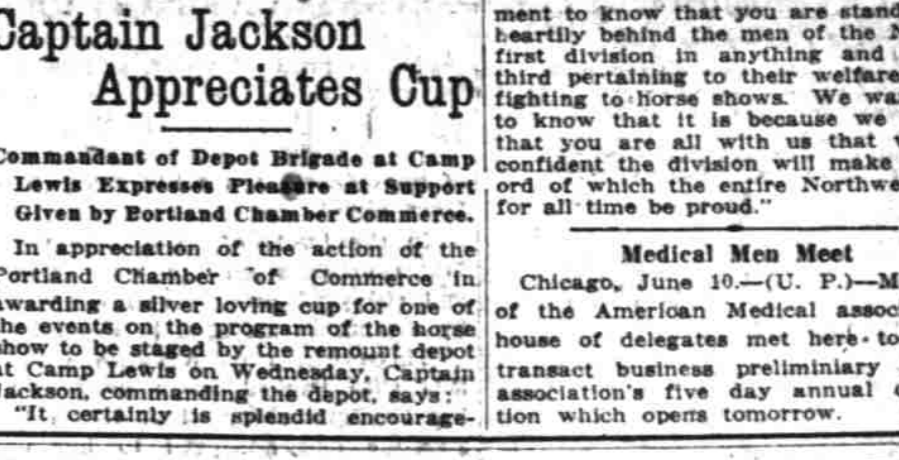 Captain Jackson
Appreciates Cup
Commandant of Depot Brigade at Camp
Lewis Expresses Pleasure at Support
Given by Portland Chamber Commerce.
In appreciation of the action of the
Portland Chamber of Commerce in
awarding a silver loving cup for one of
the events on the program of the horse
show to be staged by the remount depot
at Camp Lewis on Wednesday, Captain
Jackson, commanding the depot, says:
"It certainly is splendid encourage-
ment to know that you are stand
heartily behind the men of the
first division in anything and
third pertaining to their welfare
fighting to horse shows. We wa
to know that it is because we
that you are all with us that
confident the division will make
ord of which the entire Northwe
for all time be proud."
Medical Men Meet
Chicago, June 10.—(U. P.)—M
of the American Medical assoc
house of delegates met here to
transact business preliminiary
association's five day annual
tion which opens tomorrow.